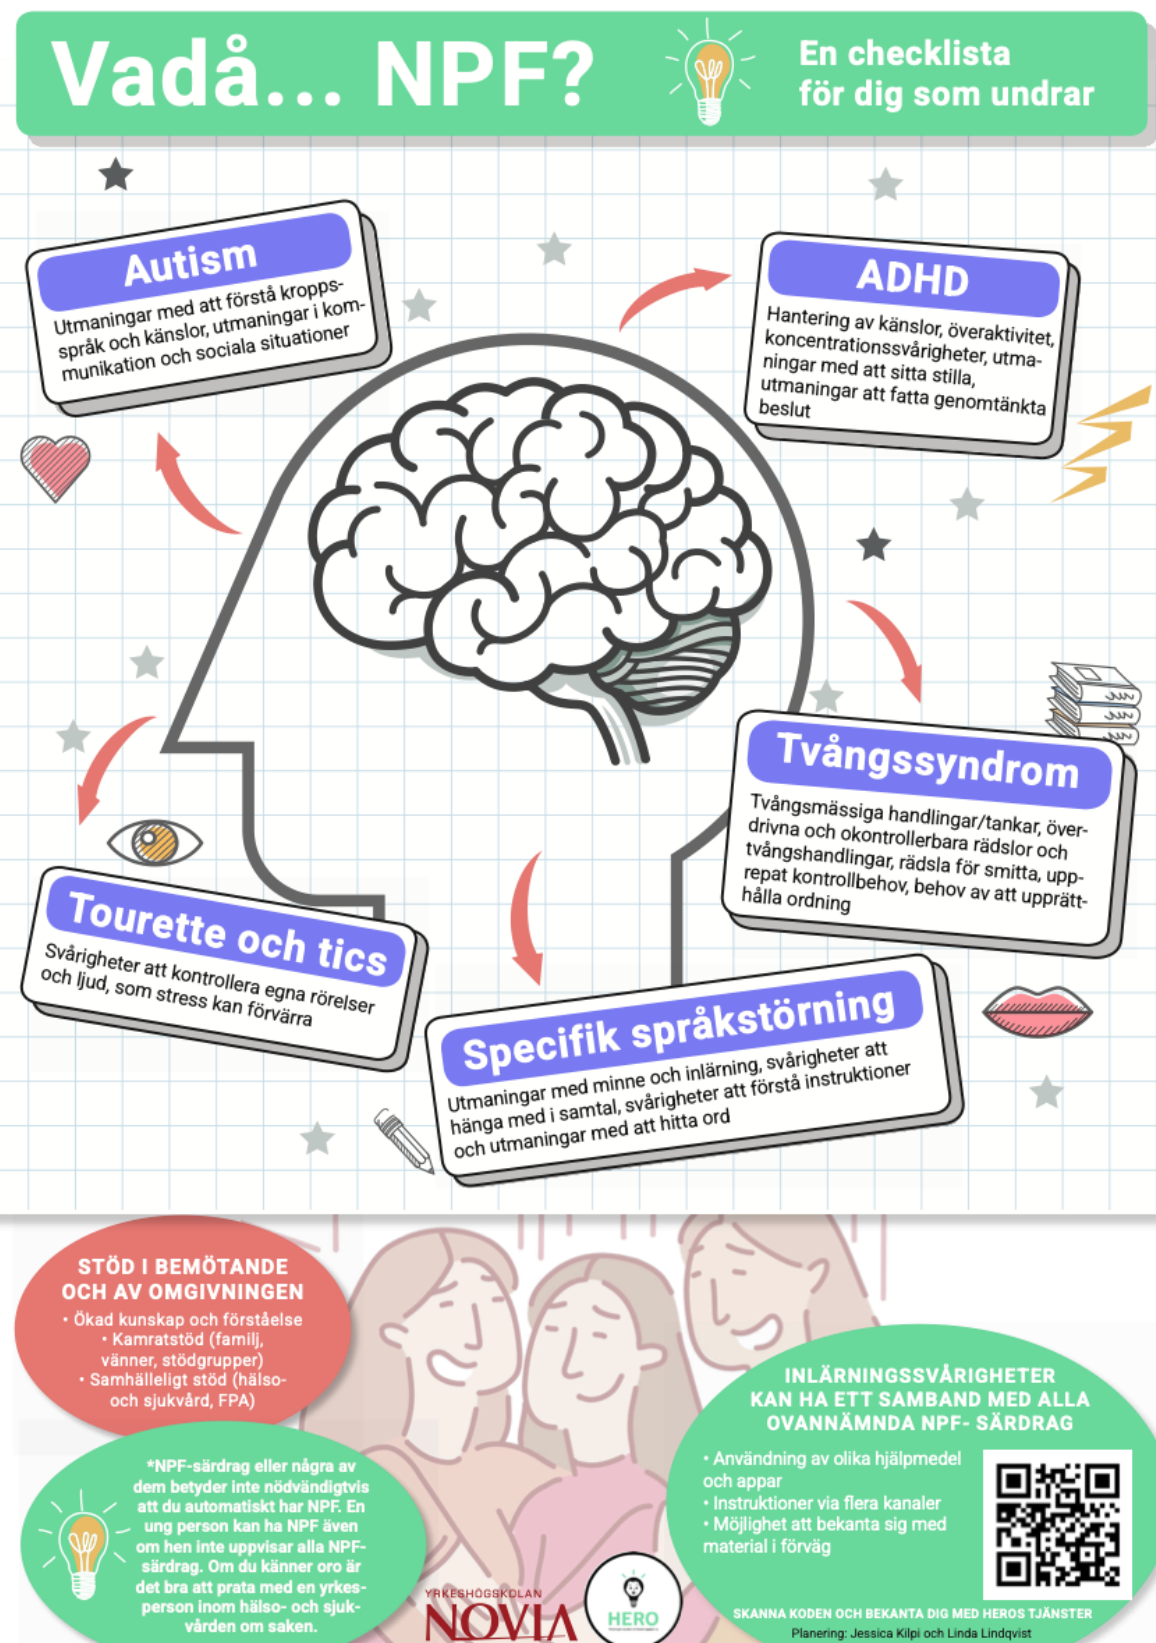 Vadå... NPF?
En checklista
för dig som undrar
Autism
Utmaningar med att förstå kropps-
språk och känslor, utmaningar i kom-
munikation och sociala situationer
ADHD
Hantering av känslor, överaktivitet,
koncentrationssvårigheter, utma-
ningar med att sitta stilla,
utmaningar att fatta genomtänkta
beslut
Tvångssyndrom
Tvångsmässiga handlingar/tankar, över-
drivna och okontrollerbara rädslor och
tvångshandlingar, rädsla för smitta, upp-
repat kontrollbehov, behov av att upprätt-
hålla ordning
Tourette och tics
Svårigheter att kontrollera egna rörelser
och ljud, som stress kan förvärra
Specifik språkstörning
Utmaningar med minne och inlärning, svårigheter att
hänga med i samtal, svårigheter att förstå instruktioner
och utmaningar med att hitta ord
STÖD I BEMÖTANDE
OCH AV OMGIVNINGEN
• Ökad kunskap och förståelse
• Kamratstöd (familj,
vänner, stödgrupper)
• Samhälleligt stöd (hälso-
och sjukvård, FPA)
*NPF-särdrag eller några av
dem betyder inte nödvändigtvis
att du automatiskt har NPF. En
ung person kan ha NPF även
om hen inte uppvisar alla NPF-
särdrag. Om du känner oro är
det bra att prata med en yrkes-
person inom hälso- och sjuk-
vården om saken.
YRKESHÖGSKOLAN
NOVIA
HERO
INLÄRNINGSSVÅRIGHETER
KAN HA ETT SAMBAND MED ALLA
OVANNÄMNDA NPF- SÄRDRAG
• Användning av olika hjälpmedel
och appar
• Instruktioner via flera kanaler
• Möjlighet att bekanta sig med
material i förväg
SKANNA KODEN OCH BEKANTA DIG MED HEROS TJÄNSTER
Planering: Jessica Kilpi och Linda Lindqvist